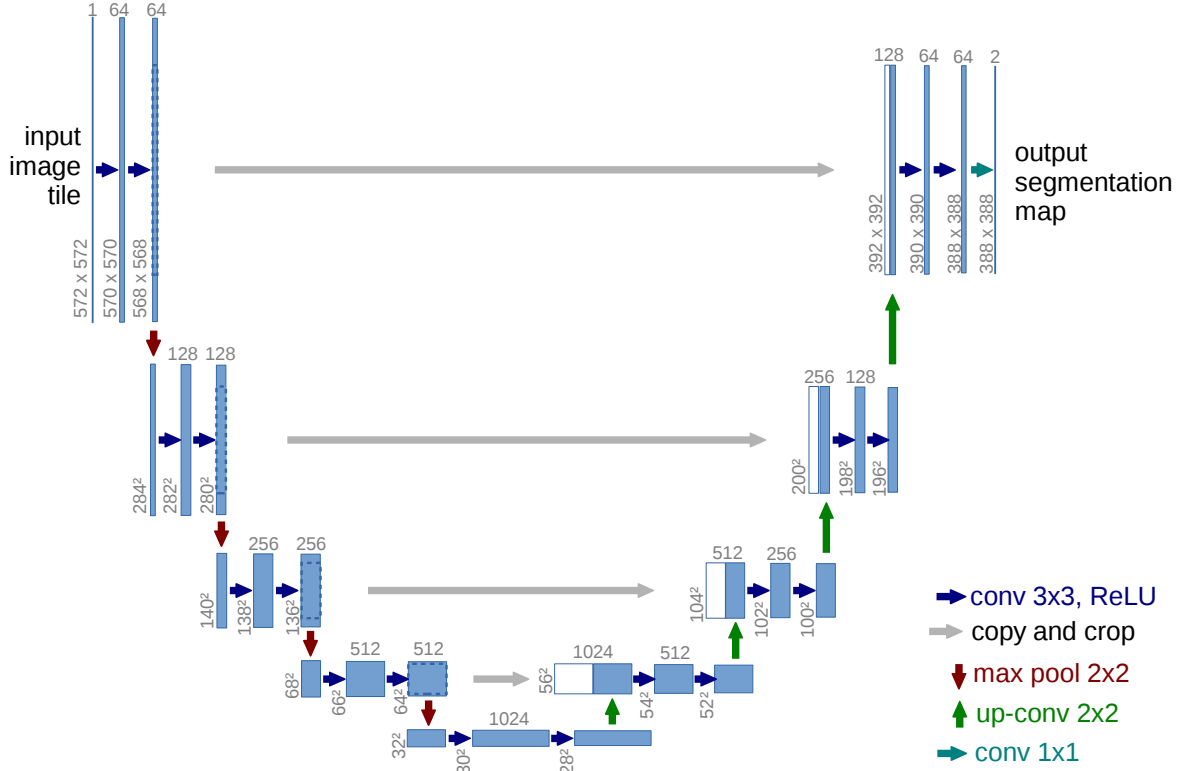 1 64 64
128 64 64 2
input
image
tile
output
segmentation
map
572 x 572
570 x 570
568 x 568
392 x 392
390 x 390
388 x 388
388 x 388
128 128
256 128
284²
282²
280²
200²
198²
196²
256 256
512 256
140²
138²
136²
104²
102²
100²
512 512
1024 512
68²
66²
64²
56²
54²
52²
1024
32²
30²
28²
conv 3x3, ReLU
copy and crop
max pool 2x2
up-conv 2x2
conv 1x1